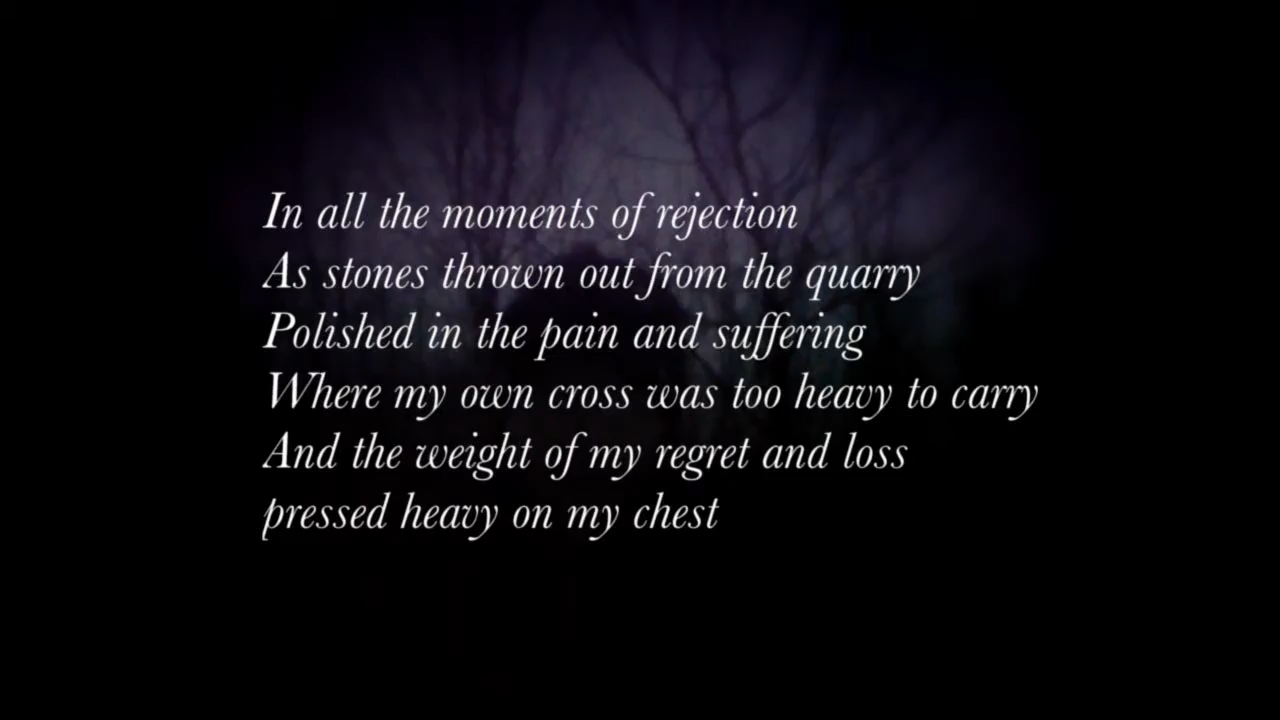 In all the moments of rejection
As stones thrown out from the quarry
Polished in the pain and suffering
Where my own cross was too heavy to carry
And the weight of my regret and loss
pressed heavy on my chest